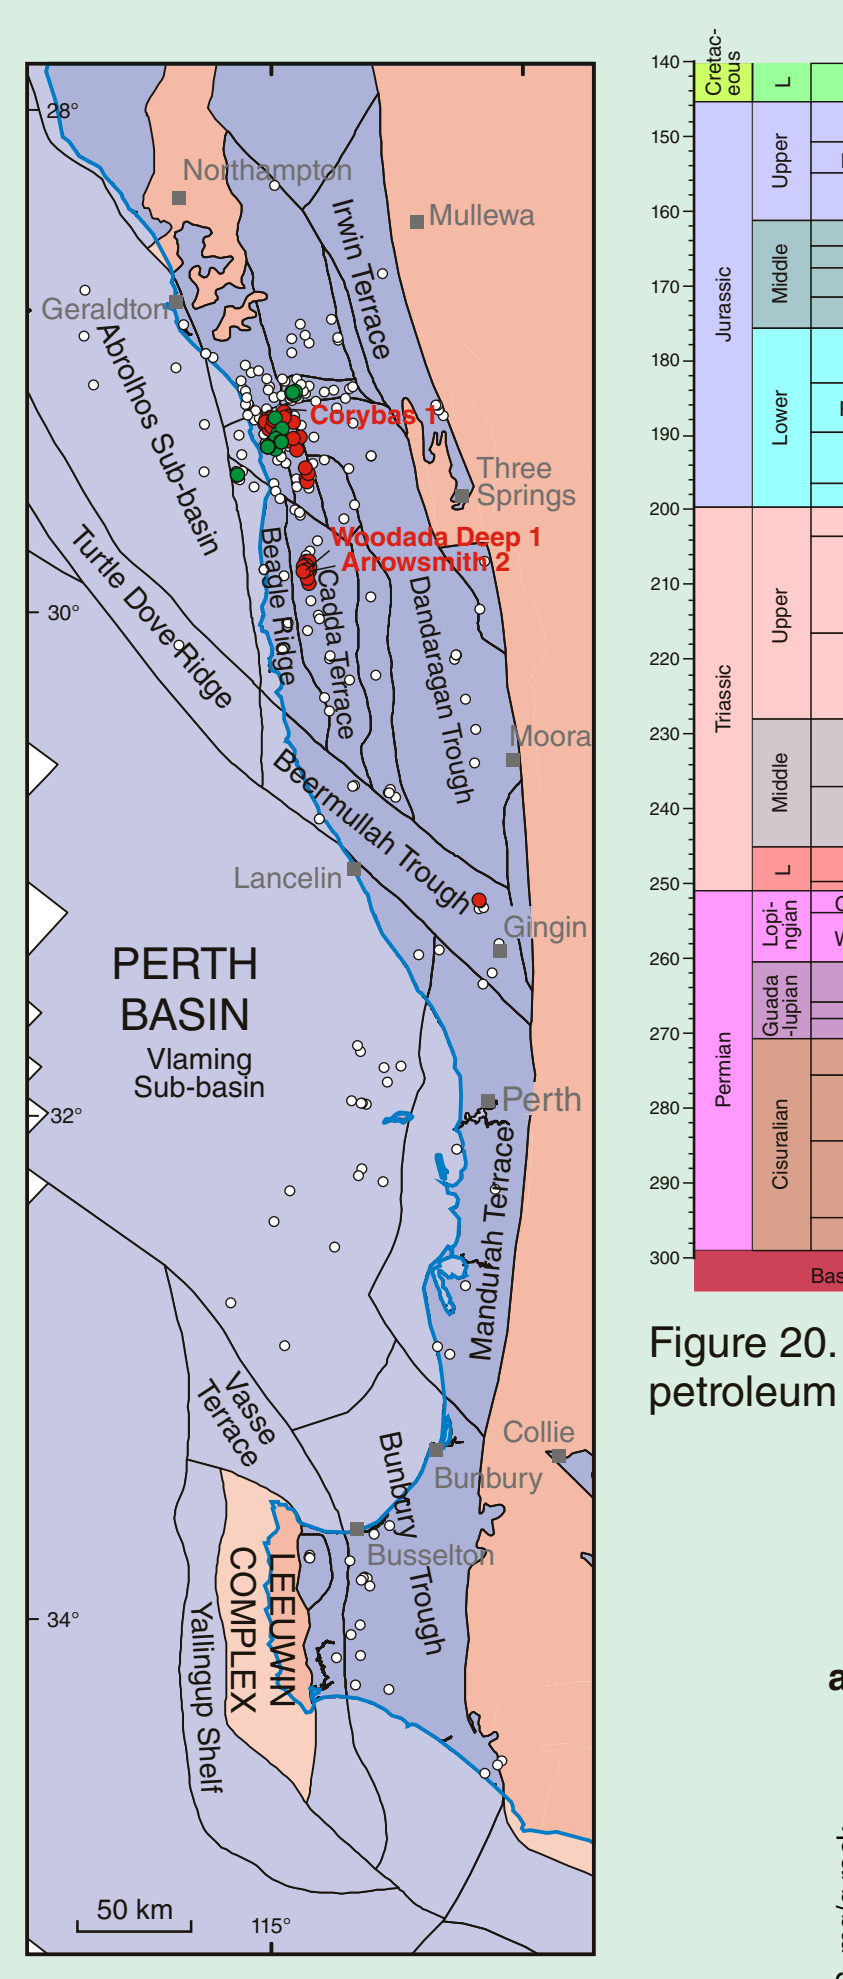 28°
Northampton
Mullewa
Irwin Terrace
Geraldton
Abrolhos Sub-basin
Corybas 1
Three
Springs
Woodada Deep 1
Arrowsmith 2
Turtle Dove Ridge
Beagle Ridge
Cadda Terrace
Dandaragan Trough
30°
Moora
Beermullah Trough
Lancelin
Gingin
PERTH
BASIN
Vlaming
Sub-basin
32°
Perth
Mandurah Terrace
Vasse
Terrace
Collie
Bunbury
Bunbury
Trough
Busselton
LEEUWIN
COMPLEX
34°
Yallingup Shelf
50 km
115°
140
150
160
170
180
190
200
210
220
230
240
250
260
270
280
290
300
Cretac-
eous
L
Jurassic
Upper
Middle
Lower
Triassic
Upper
Middle
L
Permian
Lopi-
ngian
Guada
-lupian
Cisuralian
Bas
Figure 20.
petroleum